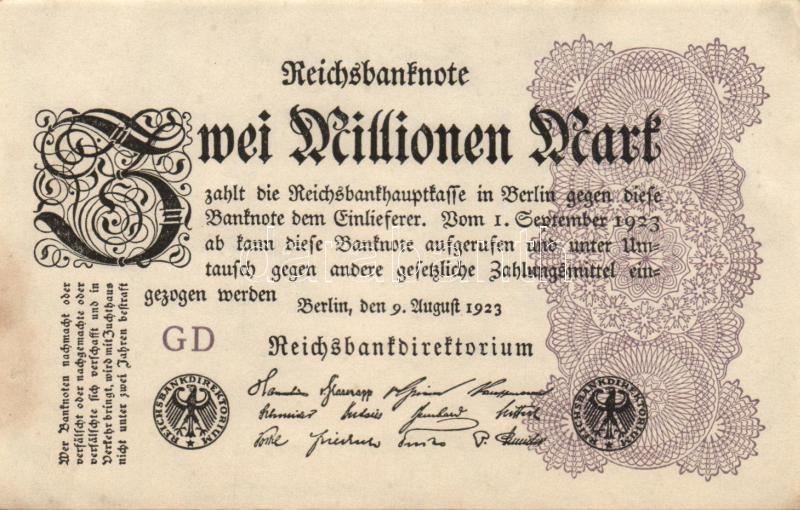 Reichsbanknote
Zwei Millionen Mark
zahlt die Reichsbankhauptkasse in Berlin gegen diese
Banknote dem Einlieferer. Vom 1. September 1923
ab kann diese Banknote aufgerufen und unter Um-
tausch gegen andere gesetzliche Zahlungsmittel ein-
gezogen werden
Berlin, den 9. August 1923
GD
Reichsbankdirektorium
Wer Banknoten nachmacht oder
verfälscht oder nachgemachte oder
verfälschte sich verschafft und in
Verkehr bringt, wird mit Zuchthaus
nicht unter zwei Jahren bestraft
REICHSBANKDIREKTORIUM
REICHSBANKDIREKTORIUM
darabanth